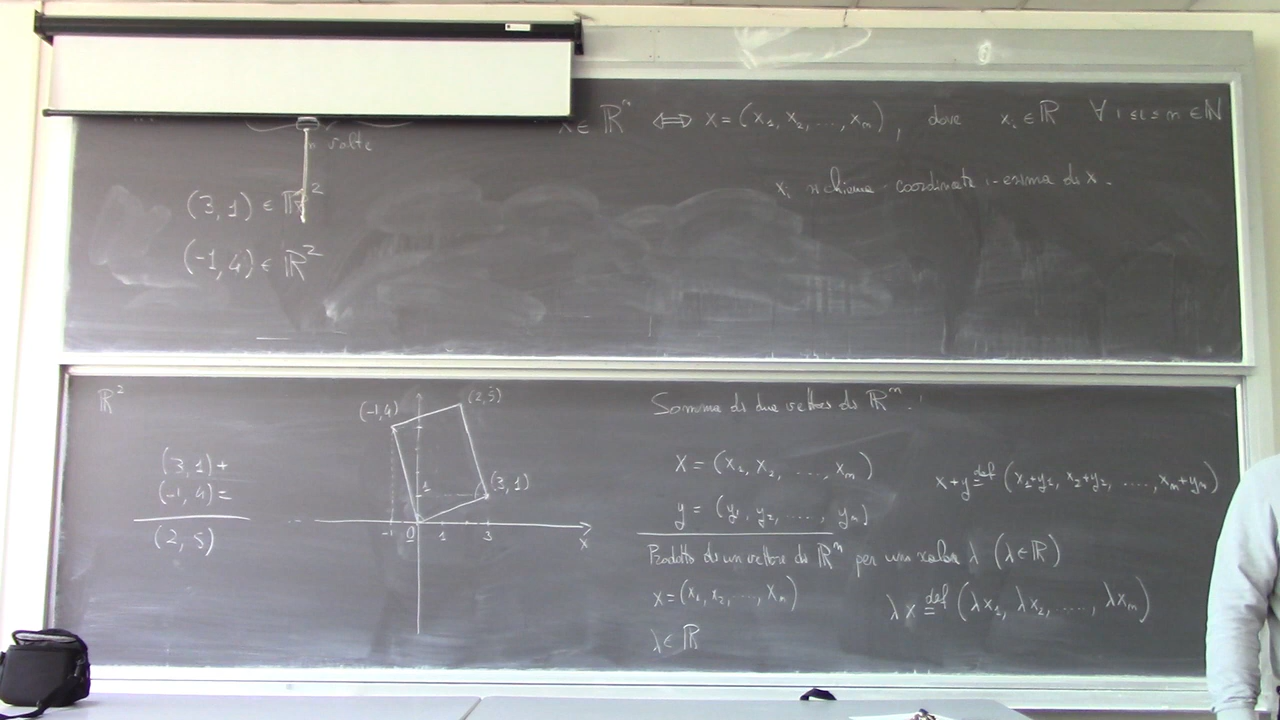 x ∈ ℝⁿ ⟺ x = (x₁, x₂, ..., xₙ), dove xᵢ ∈ ℝ ∀ 1 ≤ i ≤ n ∈ ℕ
n volte
xᵢ si chiama coordinata i-esima di x.
(3,1) ∈ ℝ²
(-1,4) ∈ ℝ²
ℝ²
(3,1)+
(-1,4)=
(2,5)
(-1,4)
(2,5)
1
(3,1)
-1 0 1 3
x
Somma di due vettori di ℝⁿ.
x = (x₁, x₂, ..., xₙ)
y = (y₁, y₂, ..., yₙ)
x+y =def (x₁+y₁, x₂+y₂, ..., xₙ+yₙ)
Prodotto di un vettore di ℝⁿ per uno scalare λ (λ∈ℝ)
x = (x₁, x₂, ..., xₙ)
λ ∈ ℝ
λx =def (λx₁, λx₂, ..., λxₙ)